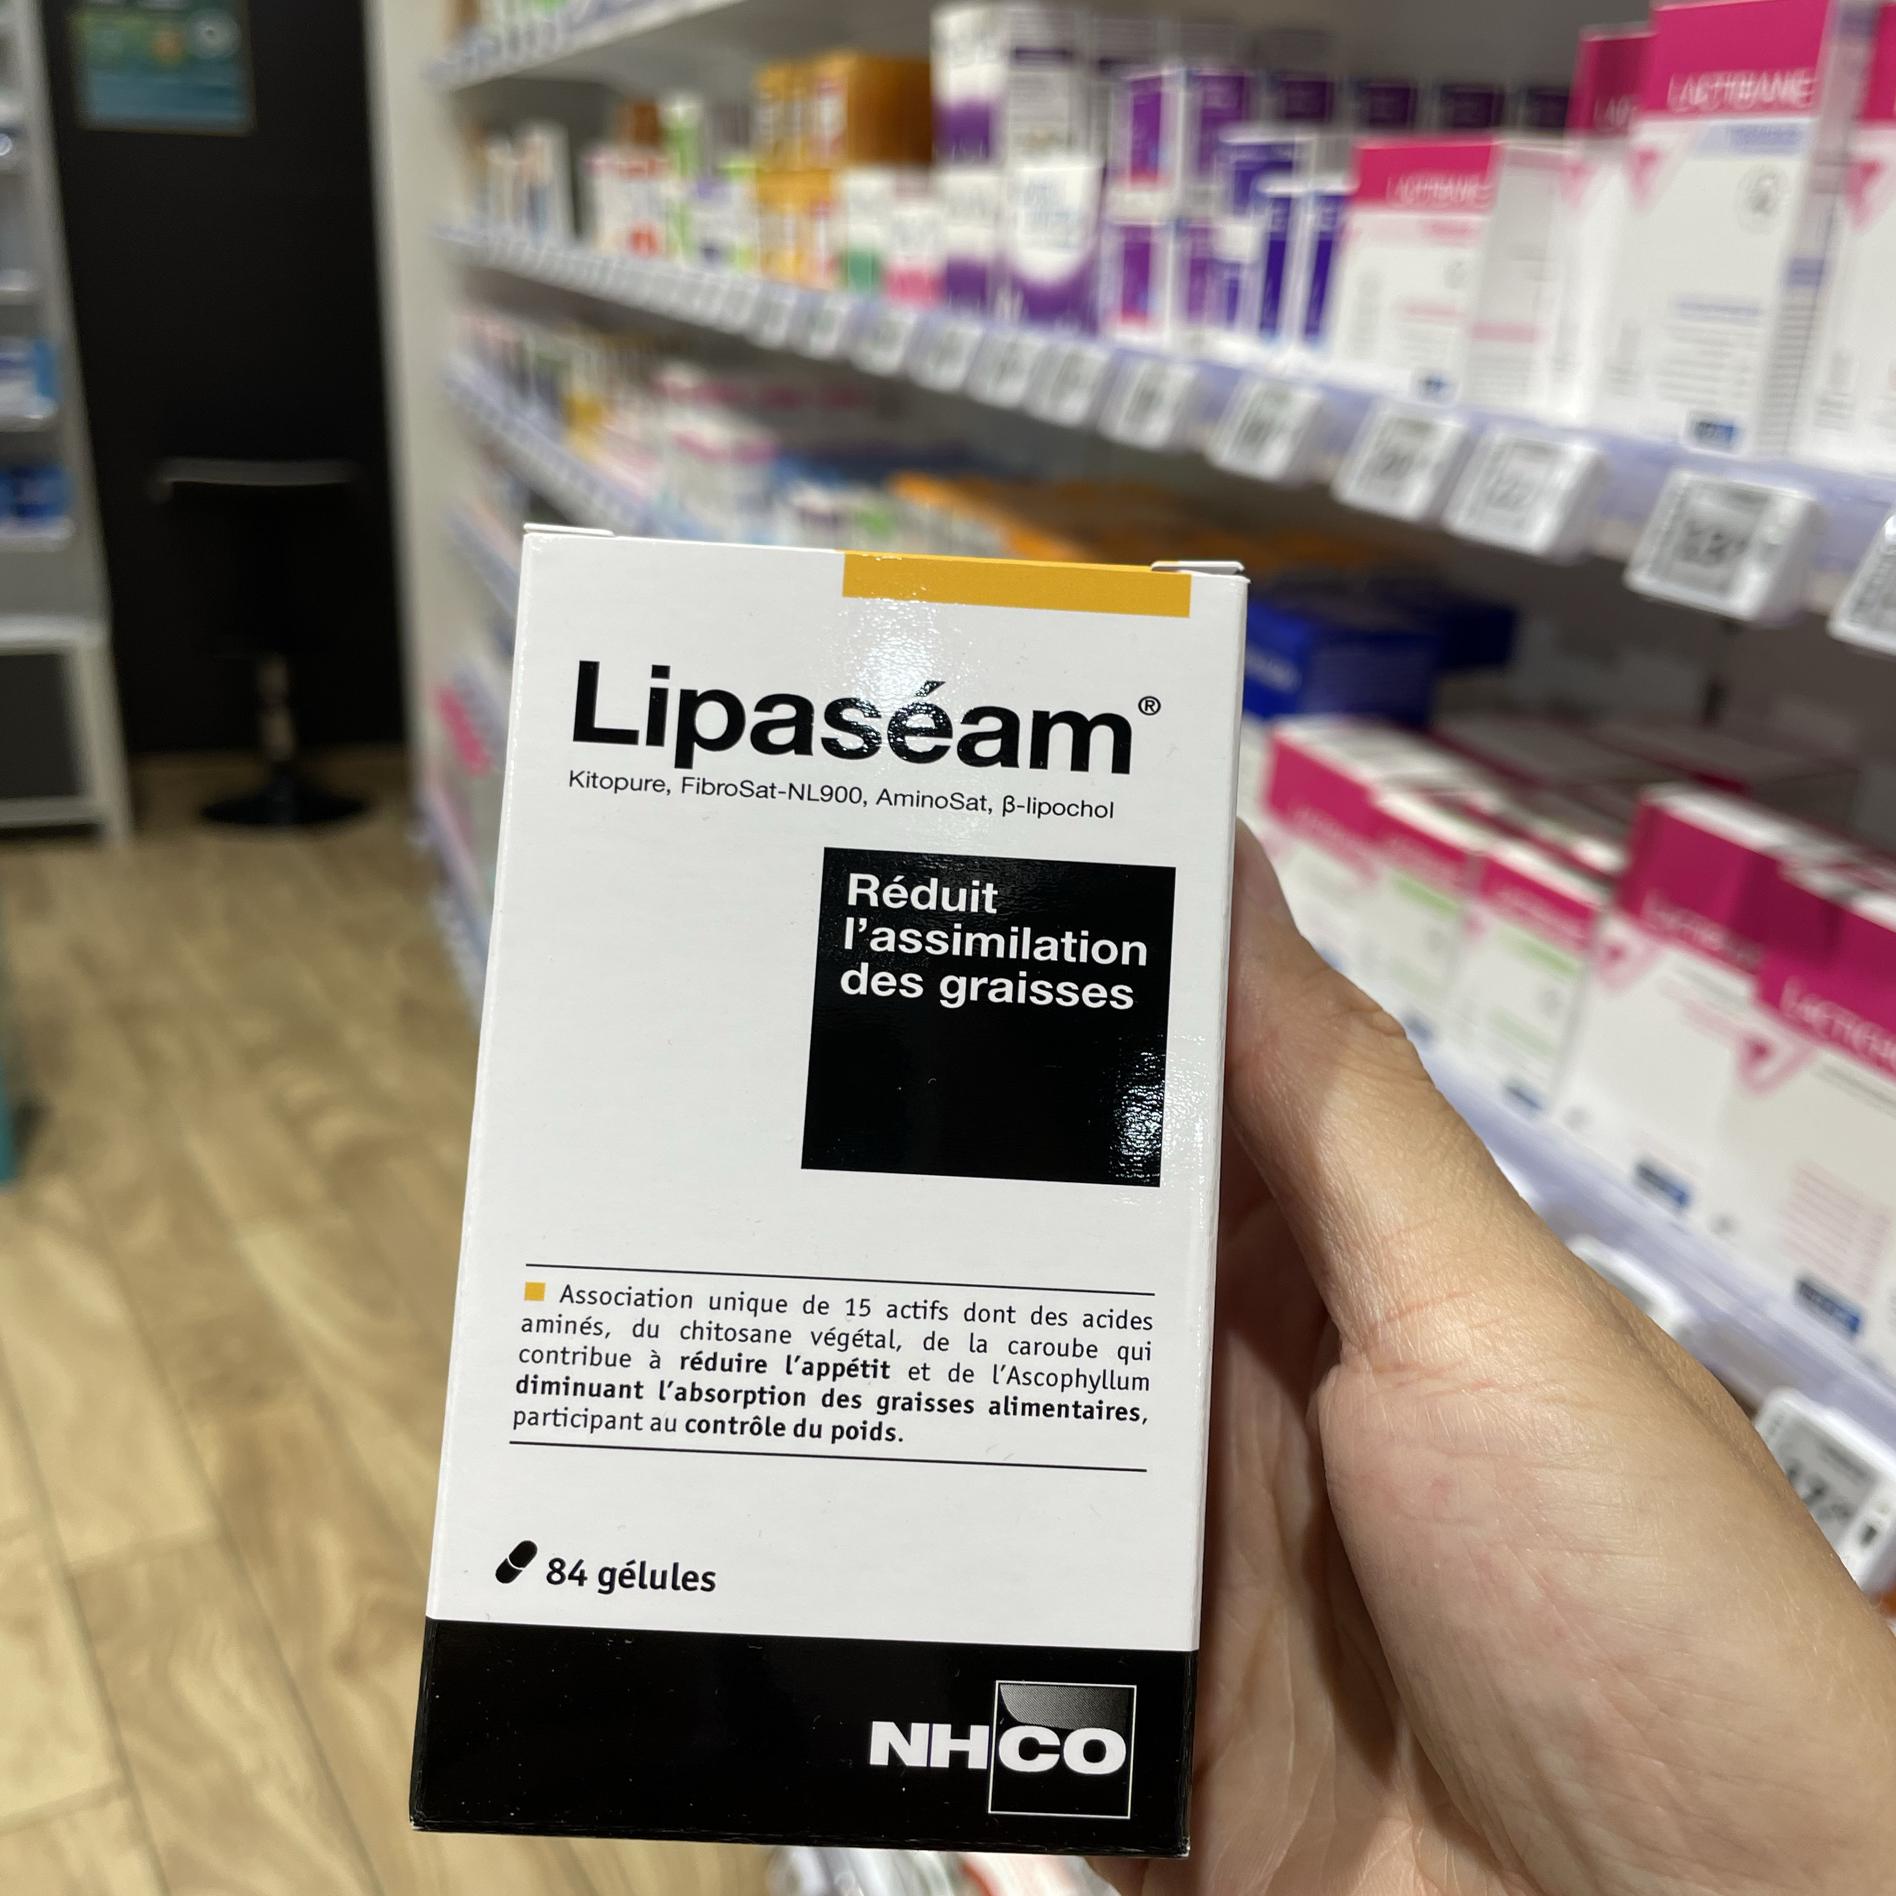 LACTIBIANE
LACTIBIANE
Lipaséam®
Kitopure, FibroSat-NL900, AminoSat, β-lipochol
Réduit
l'assimilation
des graisses
Association unique de 15 actifs dont des acides
aminés, du chitosane végétal, de la caroube qui
contribue à réduire l'appétit et de l'Ascophyllum
diminuant l'absorption des graisses alimentaires,
participant au contrôle du poids.
84 gélules
NHCO